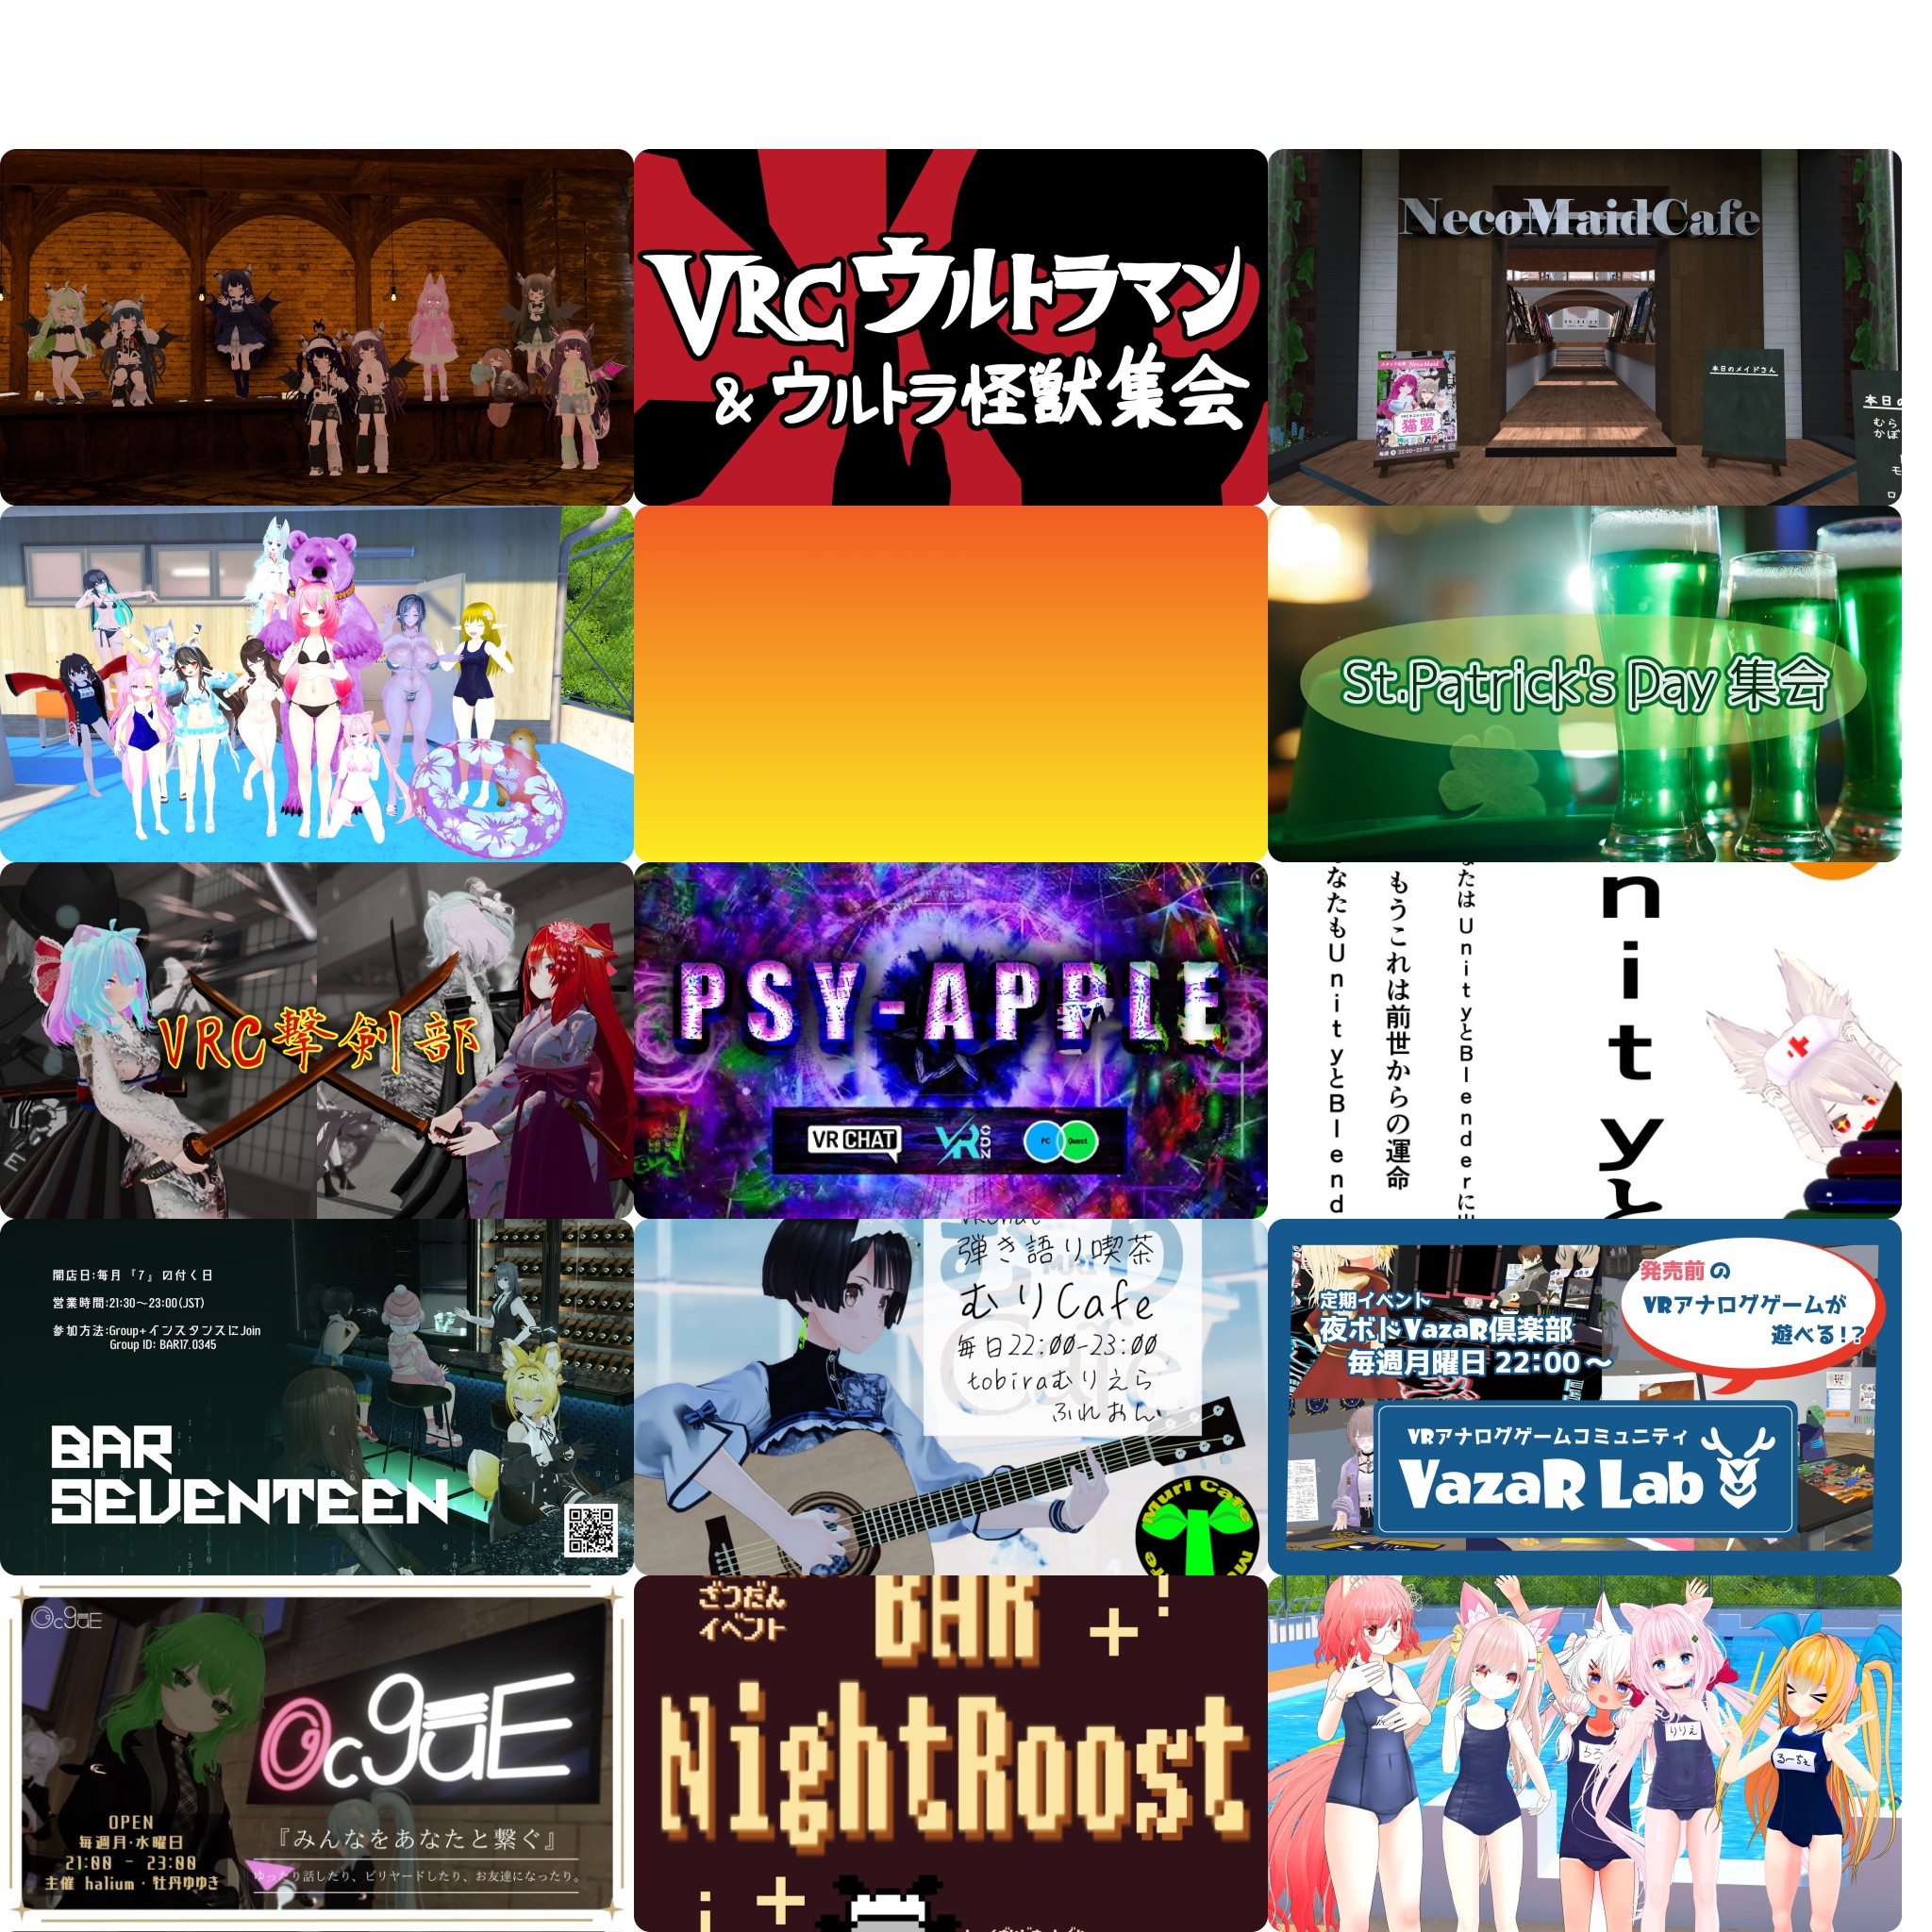 VRCウルトラマン
&ウルトラ怪獣集会
NecoMaidCafe
猫盟
本日のメイドさん
むら
かぼ
モ
ロ
St.Patrick's Day 集会
VRC撃剣部
PSY-APPLE
VR CHAT
VR CDN
PC
Quest
nityと
たは UnityとBlenderに
もうこれは前世からの運命
なたもUnityとBlend
開店日:毎月『7』の付く日
営業時間:21:30～23:00(JST)
参加方法:Group+インスタンスにJoin
Group ID: BAR17.0345
BAR
SEVENTEEN
弾き語り喫茶
むりCafe
毎日22:00-23:00
tobiraむりえら
ふれおん
Muri Cafe
発売前の
VRアナログゲームが
遊べる!?
定期イベント
夜ボドVazaR倶楽部
毎週月曜日 22:00～
VRアナログゲームコミュニティ
VazaR Lab
OcguE
OcguE
OPEN
毎週月・水曜日
21:00 - 23:00
主催 halium・牡丹ゆゆき
『みんなをあなたと繋ぐ』
ゆったり話したり、ビリヤードしたり、お友達になったり。
ざつだん
イベント
BAR
NightRoost
りりえ
るーちぇ